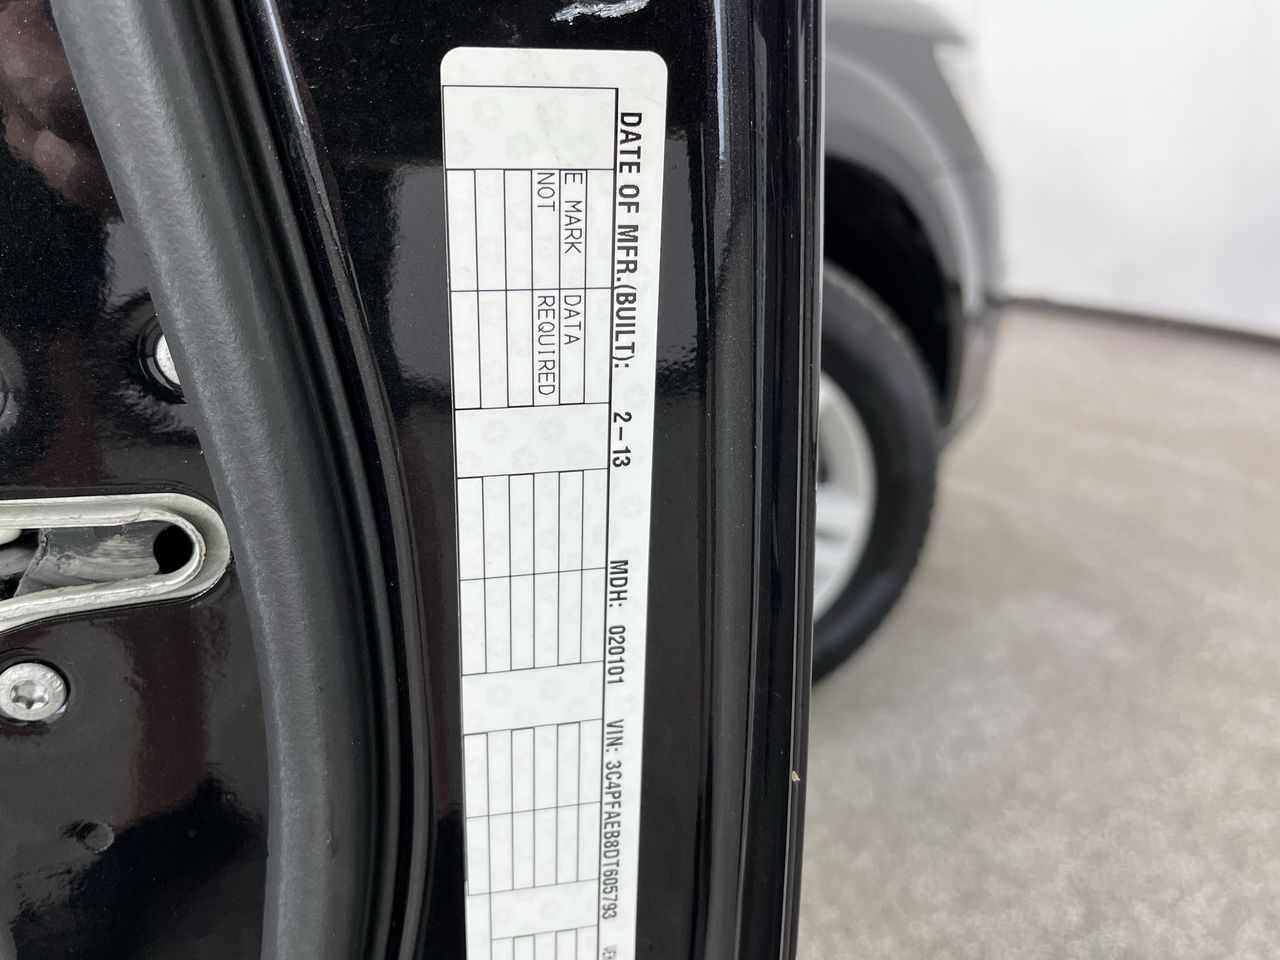 DATE OF MFR.(BUILT): 2-13 MDH: 020101 VIN: 3C4PFAEB8DT605793
E MARK DATA
NOT REQUIRED